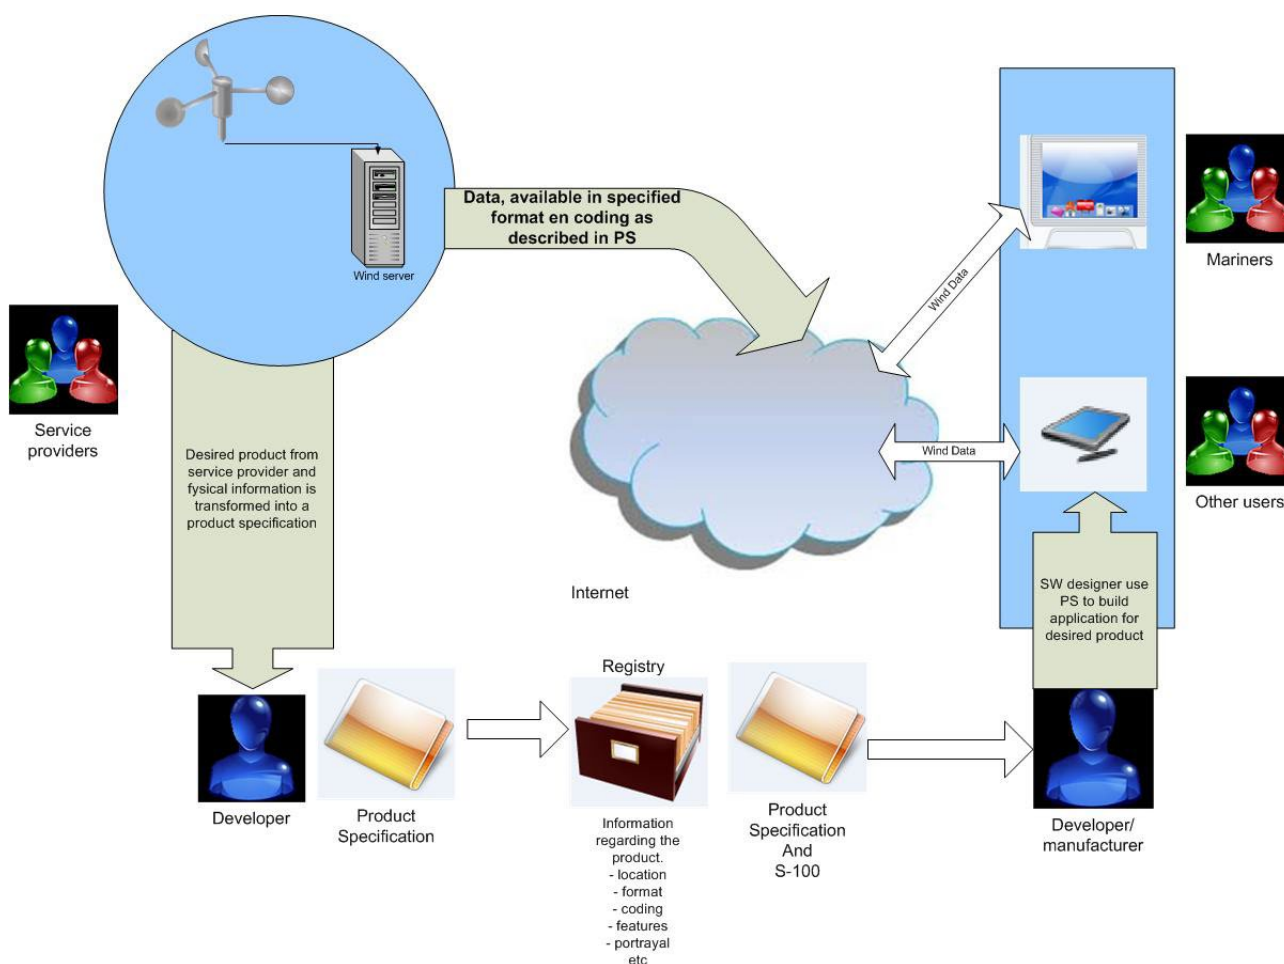 Data, available in specified
format en coding as
described in PS
Wind server
Mariners
Wind Data
Service
providers
Desired product from
service provider and
fysical information is
transformed into a
product specification
Wind Data
Other users
Internet
SW designer use
PS to build
application for
desired product
Registry
Developer
Product
Specification
Information
regarding the
product.
- location
- format
- coding
- features
- portrayal
etc
Product
Specification
And
S-100
Developer/
manufacturer